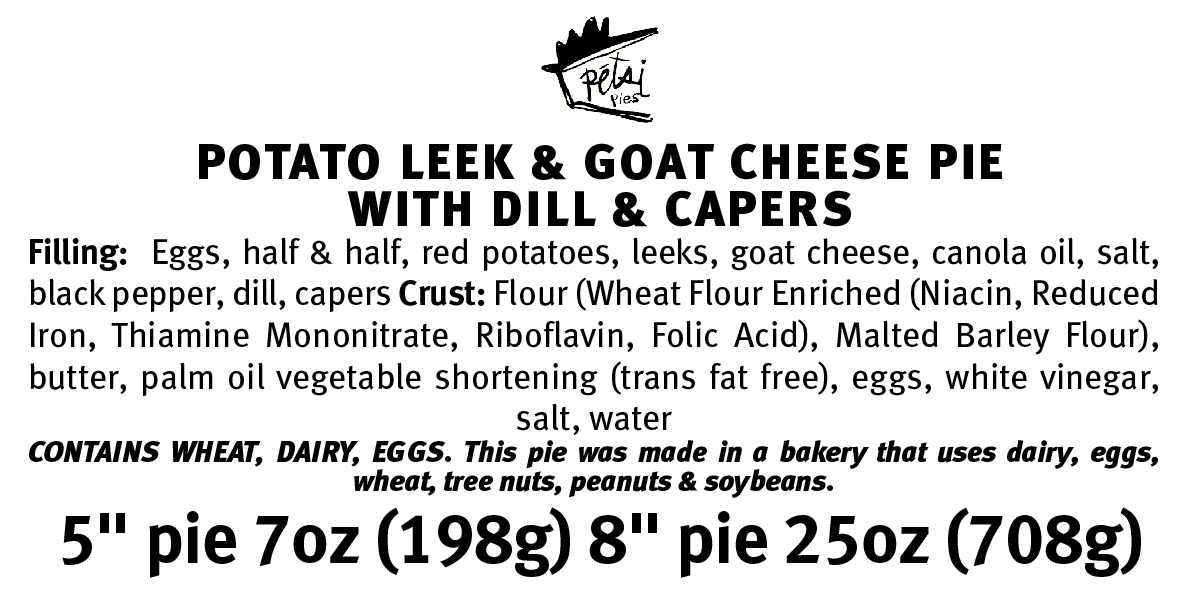 pétsi
Pies
POTATO LEEK & GOAT CHEESE PIE
WITH DILL & CAPERS
Filling: Eggs, half & half, red potatoes, leeks, goat cheese, canola oil, salt,
black pepper, dill, capers Crust: Flour (Wheat Flour Enriched (Niacin, Reduced
Iron, Thiamine Mononitrate, Riboflavin, Folic Acid), Malted Barley Flour),
butter, palm oil vegetable shortening (trans fat free), eggs, white vinegar,
salt, water
CONTAINS WHEAT, DAIRY, EGGS. This pie was made in a bakery that uses dairy, eggs,
wheat, tree nuts, peanuts & soybeans.
5" pie 7oz (198g) 8" pie 25oz (708g)